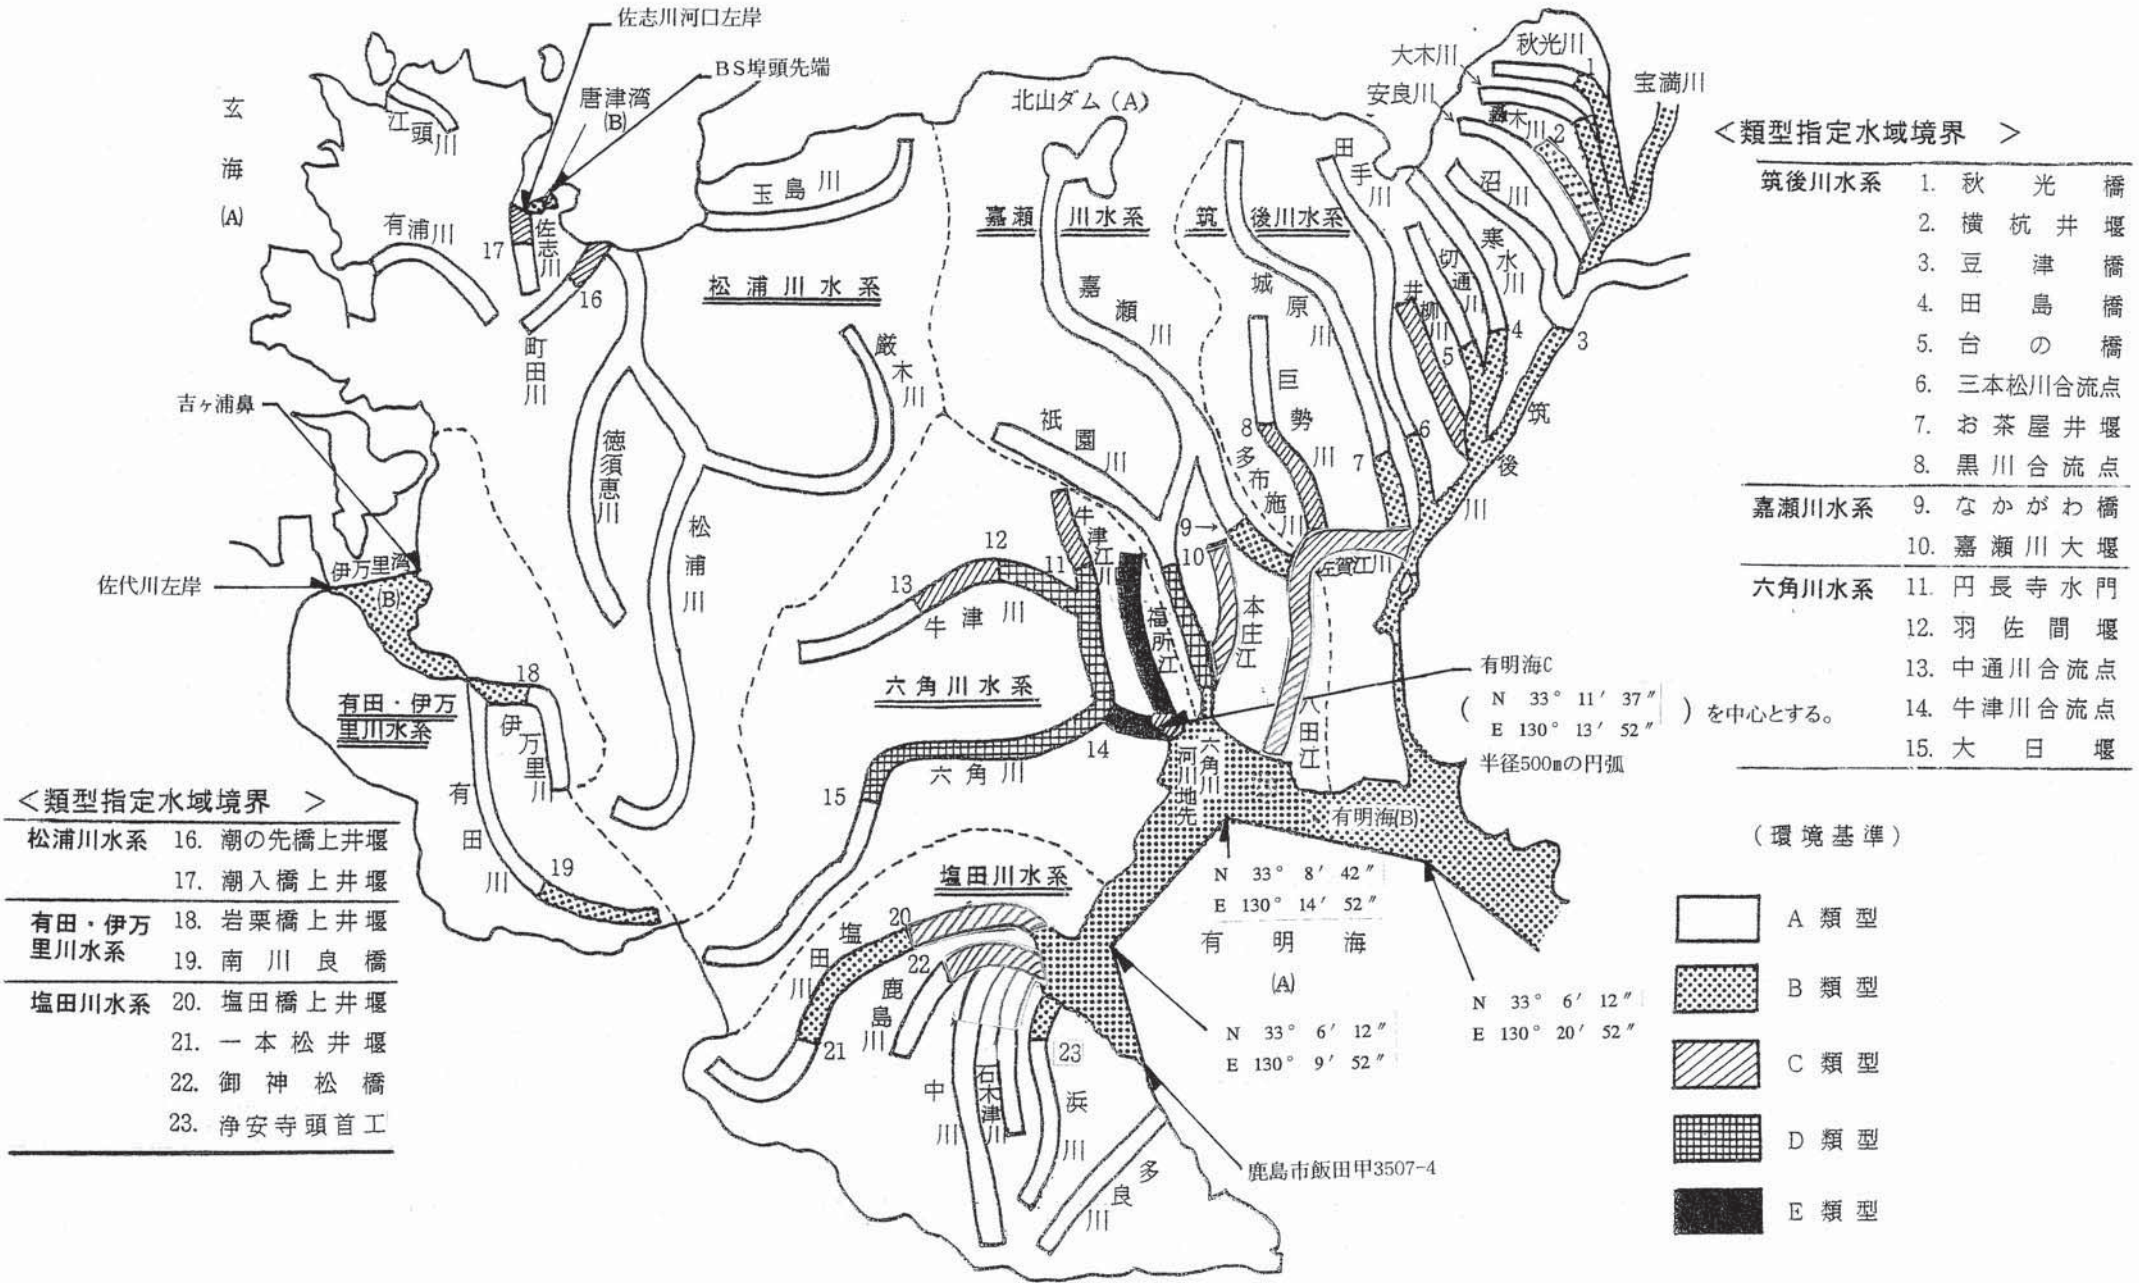 佐志川河口左岸
BS埠頭先端
唐津湾
(B)
玄海
(A)
江頭川
有浦川
17
佐志川
16
町田川
玉島川
松浦川水系
厳木川
徳須恵川
松浦川
吉ヶ浦鼻
佐代川左岸
伊万里湾
(B)
18
有田・伊万
里川水系
伊万里川
有田川
19
北山ダム(A)
嘉瀬川水系
筑後川水系
嘉瀬川
城原川
巨勢川
8
多布施川
7
祇園川
9→
10
田手川
大木川
安良川
秋光川
1
宝満川
2
沼川
寒水川
切通川
井柳川
4
5
3
6
筑後川
佐賀江川
本庄江
八田江
牛津江川
福所江
11
12
13
牛津川
六角川水系
14
六角川
15
六角川
河川地先
有明海C
( N 33° 11′ 37″
E 130° 13′ 52″ ) を中心とする。
半径500mの円弧
有明海(B)
N 33° 8′ 42″
E 130° 14′ 52″
有明海
(A)
N 33° 6′ 12″
E 130° 9′ 52″
N 33° 6′ 12″
E 130° 20′ 52″
塩田川水系
20
塩田川
21
22
鹿島川
中川
石木津川
23
浜川
多良川
鹿島市飯田甲3507-4
<類型指定水域境界 >
筑後川水系 1. 秋光橋
2. 横杭井堰
3. 豆津橋
4. 田島橋
5. 台の橋
6. 三本松川合流点
7. お茶屋井堰
8. 黒川合流点
嘉瀬川水系 9. なかがわ橋
10. 嘉瀬川大堰
六角川水系 11. 円長寺水門
12. 羽佐間堰
13. 中通川合流点
14. 牛津川合流点
15. 大日堰
<類型指定水域境界 >
松浦川水系 16. 潮の先橋上井堰
17. 潮入橋上井堰
有田・伊万
里川水系
18. 岩栗橋上井堰
19. 南川良橋
塩田川水系 20. 塩田橋上井堰
21. 一本松井堰
22. 御神松橋
23. 浄安寺頭首工
(環境基準)
A類型
B類型
C類型
D類型
E類型